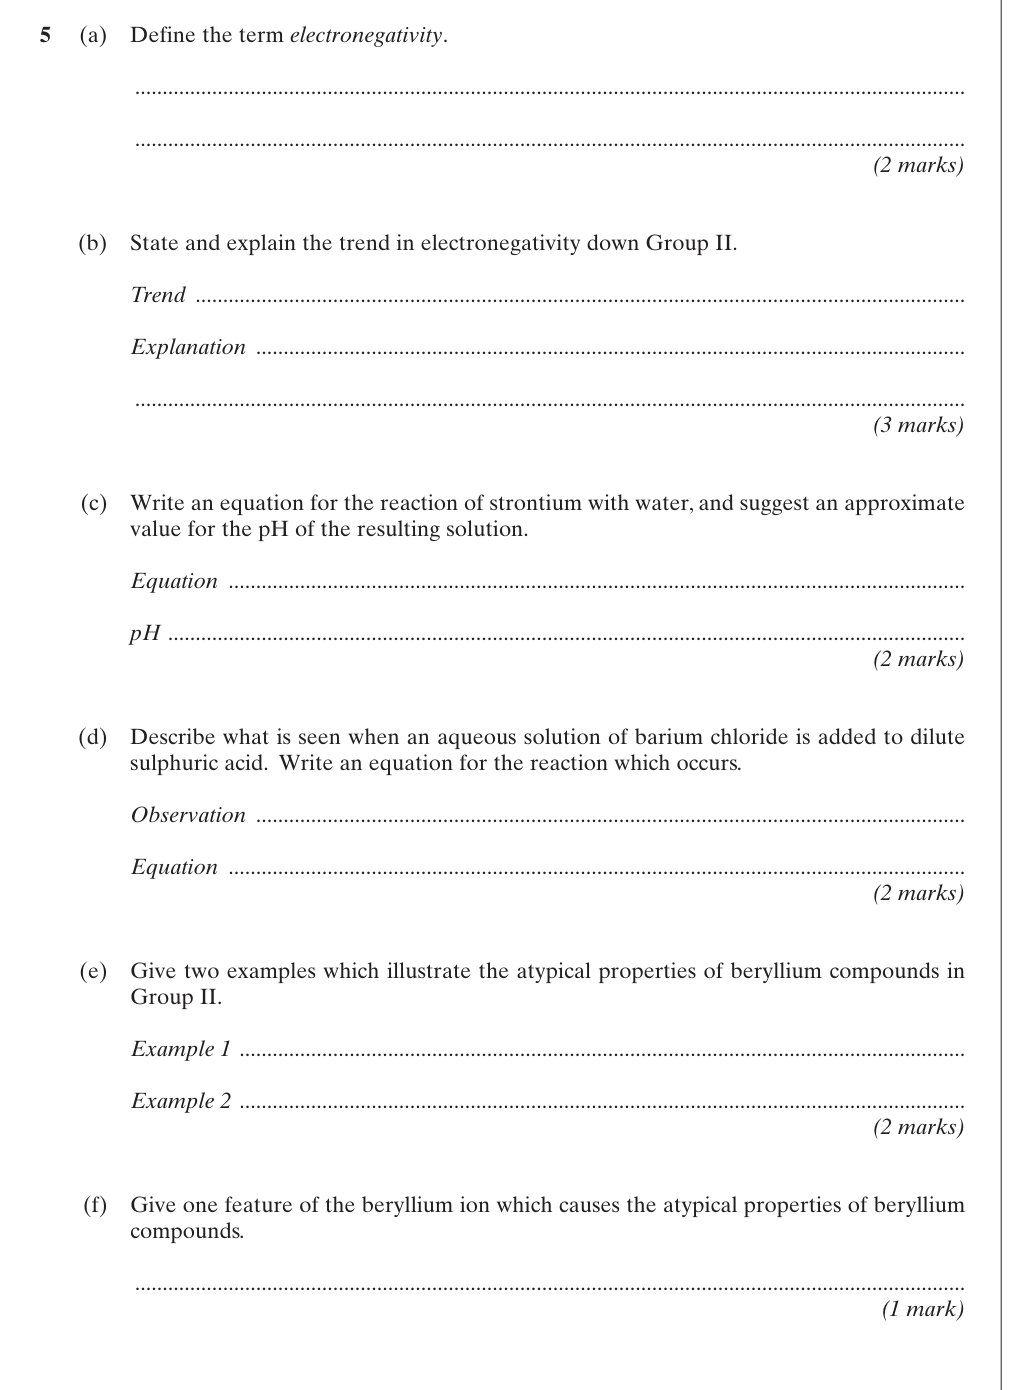 5 (a) Define the term electronegativity.
................................................................................
................................................................................
(2 marks)
(b) State and explain the trend in electronegativity down Group II.
Trend ................................................................................
Explanation ................................................................................
................................................................................
(3 marks)
(c) Write an equation for the reaction of strontium with water, and suggest an approximate
value for the pH of the resulting solution.
Equation ................................................................................
pH ................................................................................
(2 marks)
(d) Describe what is seen when an aqueous solution of barium chloride is added to dilute
sulphuric acid. Write an equation for the reaction which occurs.
Observation ................................................................................
Equation ................................................................................
(2 marks)
(e) Give two examples which illustrate the atypical properties of beryllium compounds in
Group II.
Example 1 ................................................................................
Example 2 ................................................................................
(2 marks)
(f) Give one feature of the beryllium ion which causes the atypical properties of beryllium
compounds.
................................................................................
(1 mark)